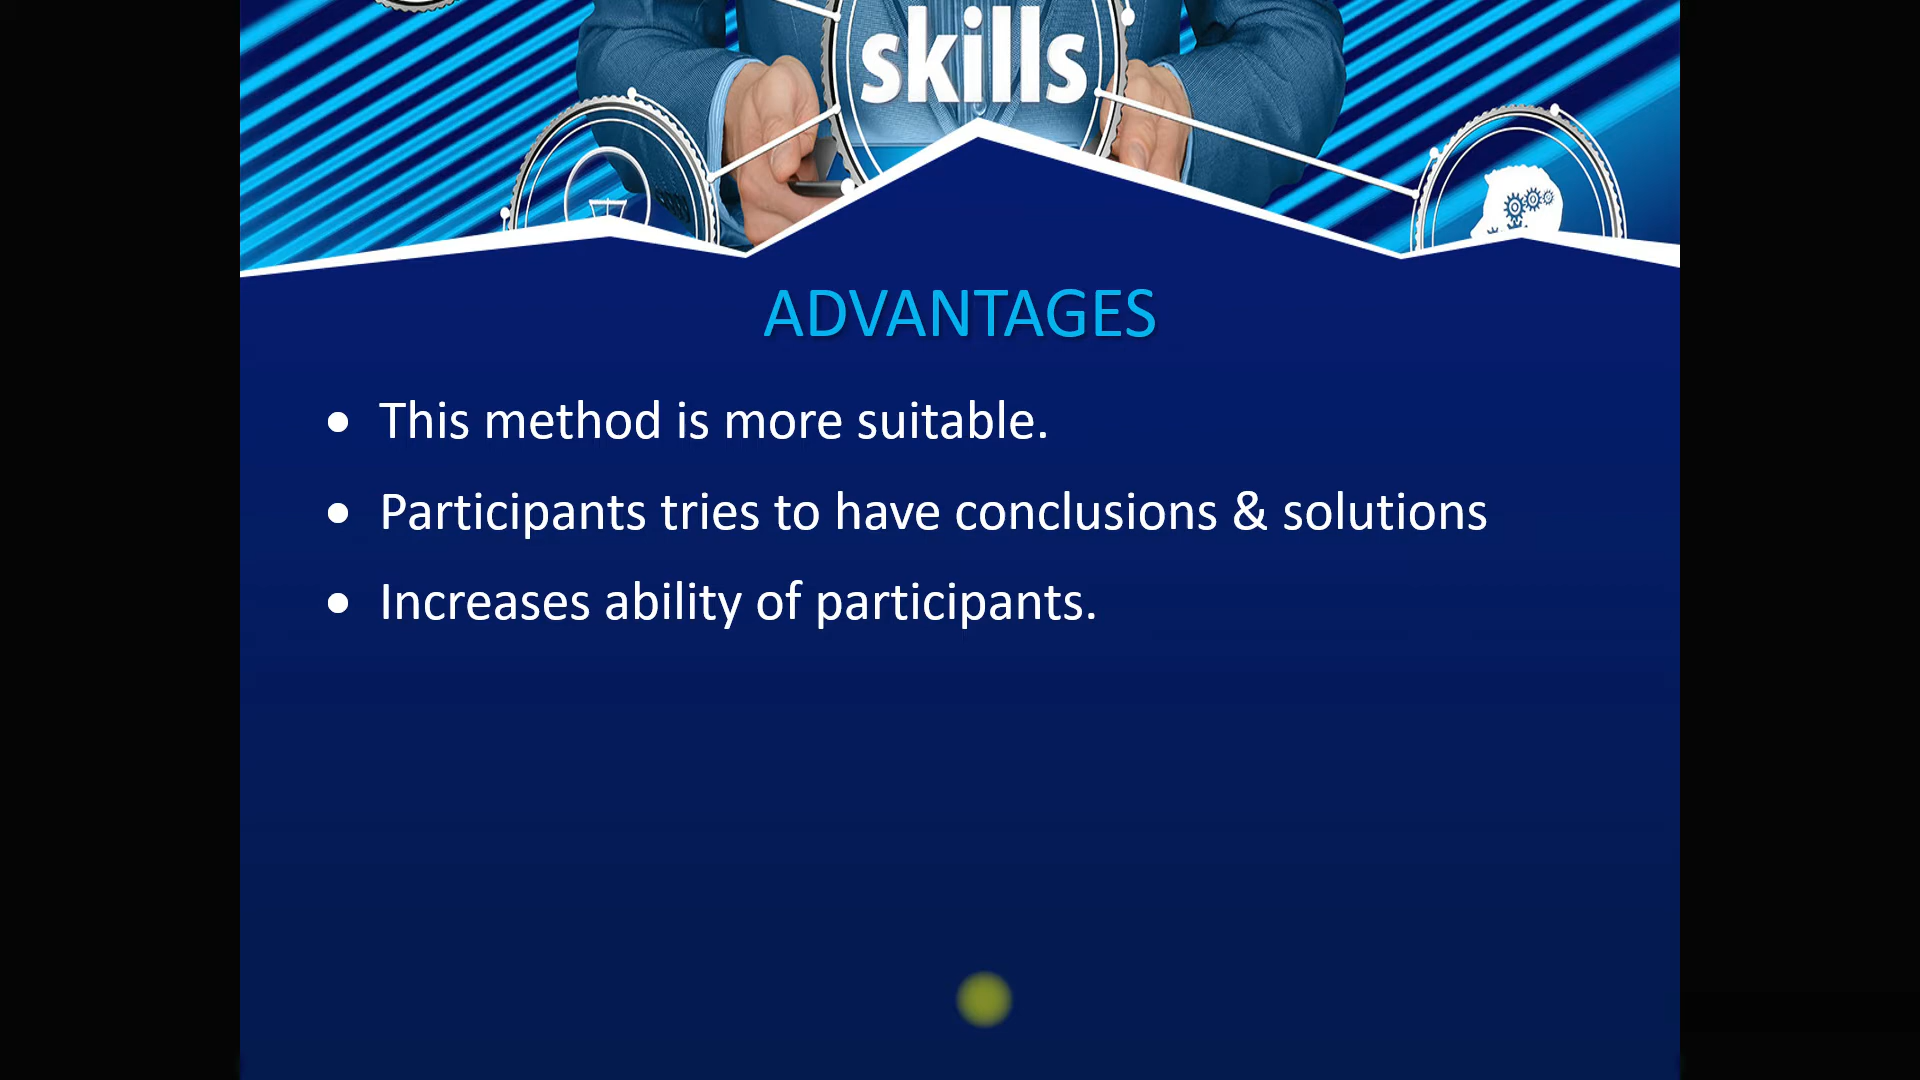 skills
ADVANTAGES
• This method is more suitable.
• Participants tries to have conclusions & solutions
• Increases ability of participants.